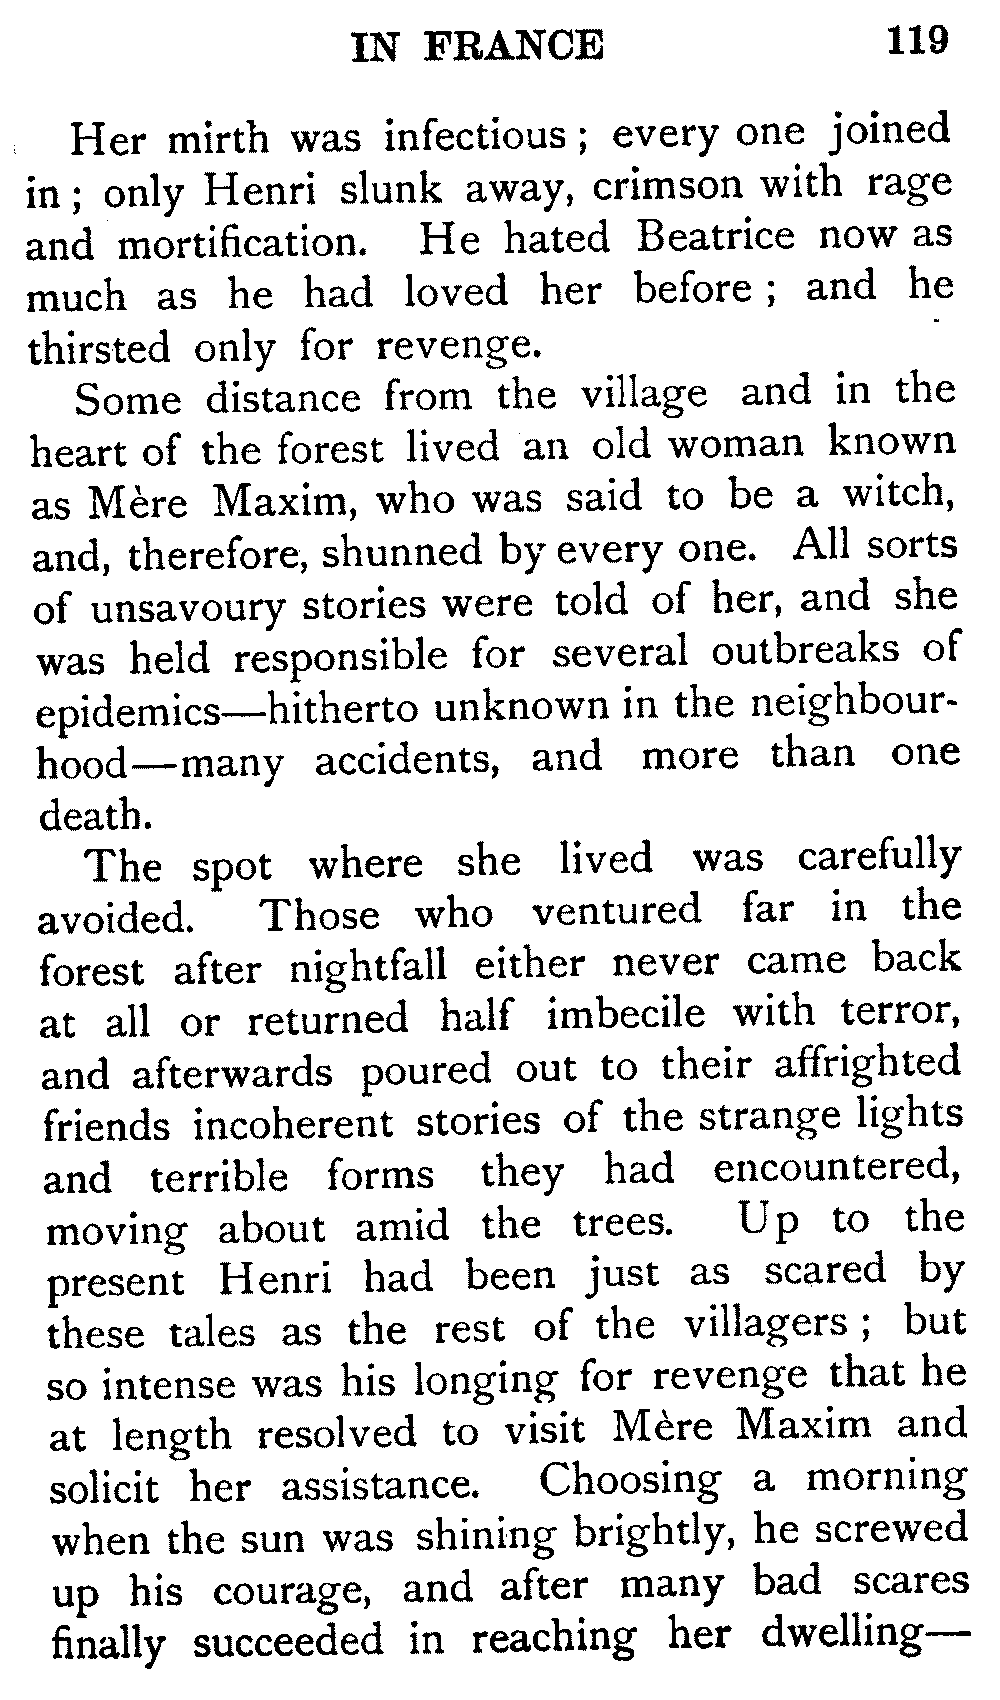 IN FRANCE 119
Her mirth was infectious ; every one joined
in ; only Henri slunk away, crimson with rage
and mortification. He hated Beatrice now as
much as he had loved her before ; and he
thirsted only for revenge.
Some distance from the village and in the
heart of the forest lived an old woman known
as Mère Maxim, who was said to be a witch,
and, therefore, shunned by every one. All sorts
of unsavoury stories were told of her, and she
was held responsible for several outbreaks of
epidemics—hitherto unknown in the neighbour-
hood—many accidents, and more than one
death.
The spot where she lived was carefully
avoided. Those who ventured far in the
forest after nightfall either never came back
at all or returned half imbecile with terror,
and afterwards poured out to their affrighted
friends incoherent stories of the strange lights
and terrible forms they had encountered,
moving about amid the trees. Up to the
present Henri had been just as scared by
these tales as the rest of the villagers ; but
so intense was his longing for revenge that he
at length resolved to visit Mère Maxim and
solicit her assistance. Choosing a morning
when the sun was shining brightly, he screwed
up his courage, and after many bad scares
finally succeeded in reaching her dwelling—